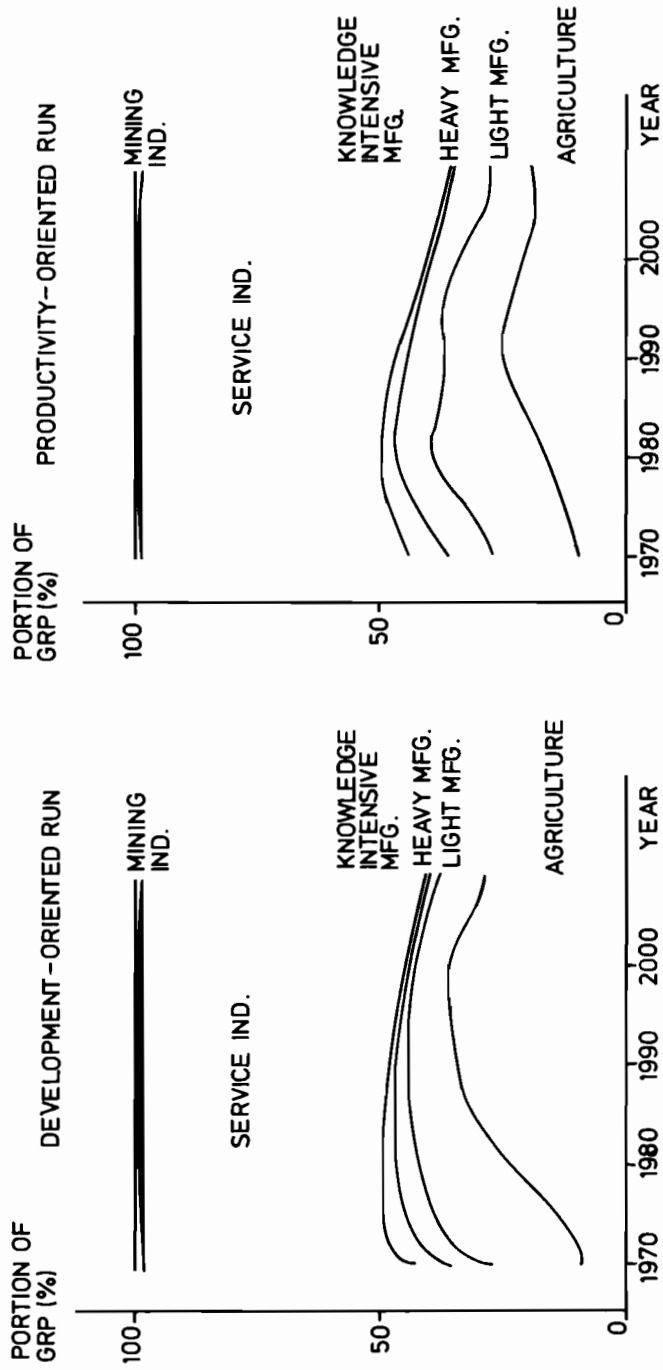 PORTION OF
GRP (%)
DEVELOPMENT-ORIENTED RUN
100
50
0
MINING
IND.
SERVICE IND.
KNOWLEDGE
INTENSIVE
MFG.
HEAVY MFG.
LIGHT MFG.
AGRICULTURE
1970
1980
1990
2000
YEAR
PORTION OF
GRP (%)
PRODUCTIVITY-ORIENTED RUN
100
50
0
MINING
IND.
SERVICE IND.
KNOWLEDGE
INTENSIVE
MFG.
HEAVY MFG.
LIGHT MFG.
AGRICULTURE
1970
1980
1990
2000
YEAR